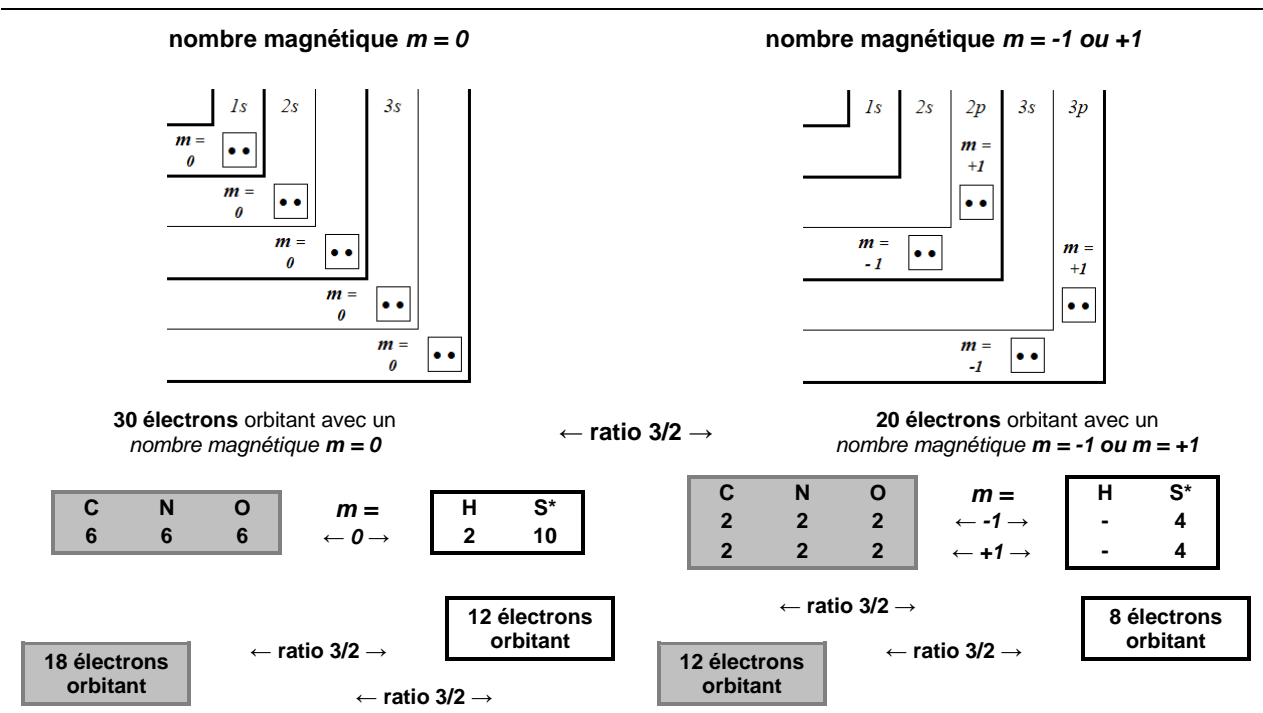 nombre magnétique m = 0
1s 2s 3s
m =
0
m =
0
m =
0
m =
0
m =
0
30 électrons orbitant avec un
nombre magnétique m = 0
← ratio 3/2 →
nombre magnétique m = -1 ou +1
1s 2s 2p 3s 3p
m =
+1
m =
- 1
m =
+1
m =
-1
20 électrons orbitant avec un
nombre magnétique m = -1 ou m = +1
C N O
6 6 6
m =
← 0 →
H S*
2 10
C N O
2 2 2
2 2 2
m =
← -1 →
← +1 →
H S*
- 4
- 4
12 électrons
orbitant
← ratio 3/2 →
18 électrons
orbitant
← ratio 3/2 →
← ratio 3/2 →
8 électrons
orbitant
← ratio 3/2 →
12 électrons
orbitant